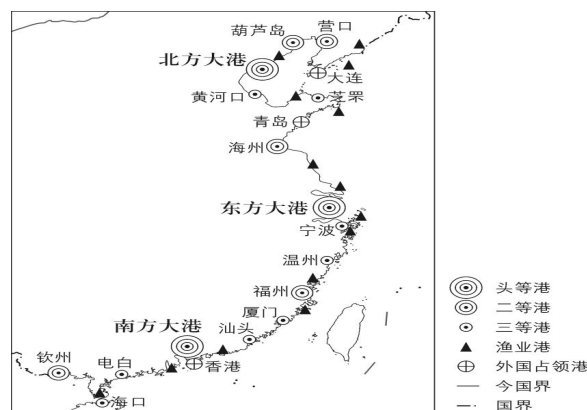 葫芦岛
营口
北方大港
大连
黄河口
芝罘
青岛
海州
东方大港
宁波
温州
福州
厦门
南方大港
汕头
钦州
电白
香港
海口
头等港
二等港
三等港
渔业港
外国占领港
今国界
国界